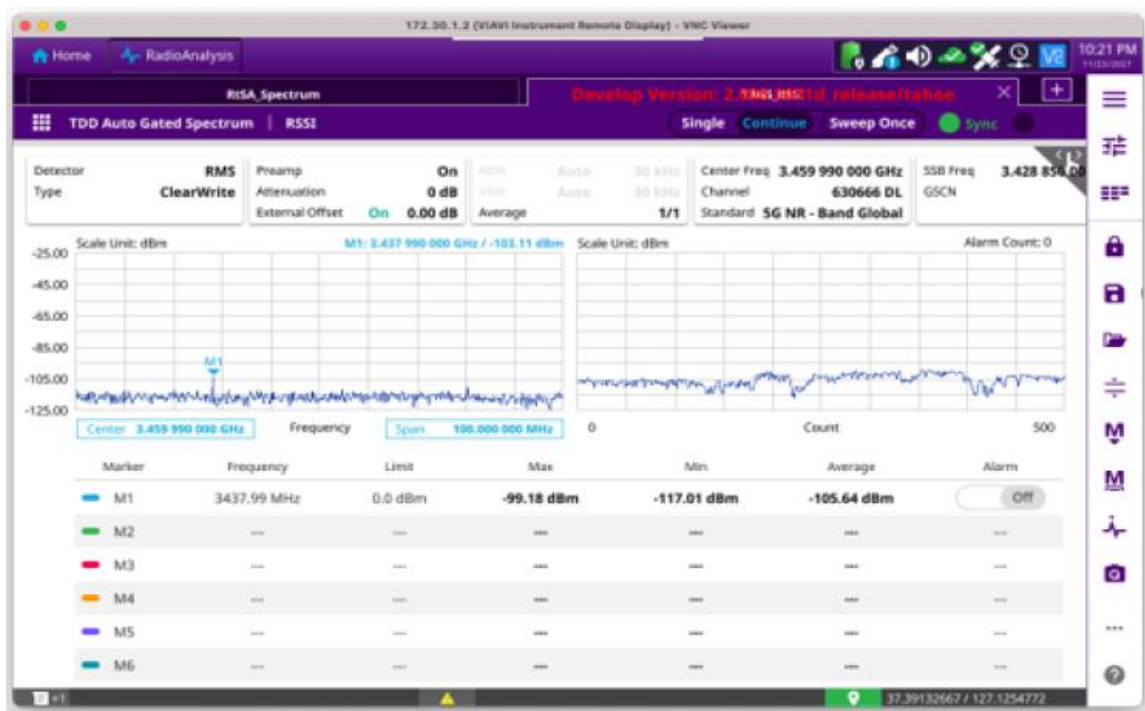 172.30.1.2 (VIAVI Instrument Remote Display) - VNC Viewer
Home RadioAnalysis 10:21 PM
11/23/2021
RtSA_Spectrum Develop Version: release/tahoe
TDD Auto Gated Spectrum | RSSI Single Continue Sweep Once Sync
Detector RMS Preamp On Auto 30 kHz Center Freq 3.459 990 000 GHz SSB Freq 3.428 850 00
Type ClearWrite Attenuation 0 dB Auto 30 kHz Channel 630666 DL GSCN
External Offset On 0.00 dB Average 1/1 Standard 5G NR - Band Global
Scale Unit: dBm M1: 3.437 990 000 GHz / -103.11 dBm Scale Unit: dBm Alarm Count: 0
-25.00
-45.00
-65.00
-85.00
M1
-105.00
-125.00
Center 3.459 990 000 GHz Frequency Span 100.000 000 MHz 0 Count 500
Marker Frequency Limit Max Min Average Alarm
M1 3437.99 MHz 0.0 dBm -99.18 dBm -117.01 dBm -105.64 dBm Off
M2 --- --- --- --- --- ---
M3 --- --- --- --- --- ---
M4 --- --- --- --- --- ---
M5 --- --- --- --- --- ---
M6 --- --- --- --- --- ---
+1 37.39132667 / 127.1254772